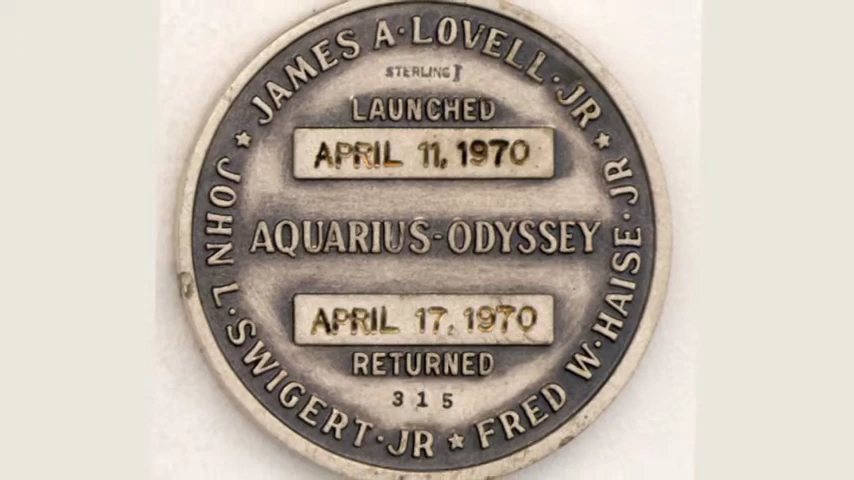 JAMES A·LOVELL·JR
STERLING
LAUNCHED
APRIL 11, 1970
AQUARIUS-ODYSSEY
APRIL 17, 1970
RETURNED
315
JOHN L·SWIGERT·JR
FRED W·HAISE·JR